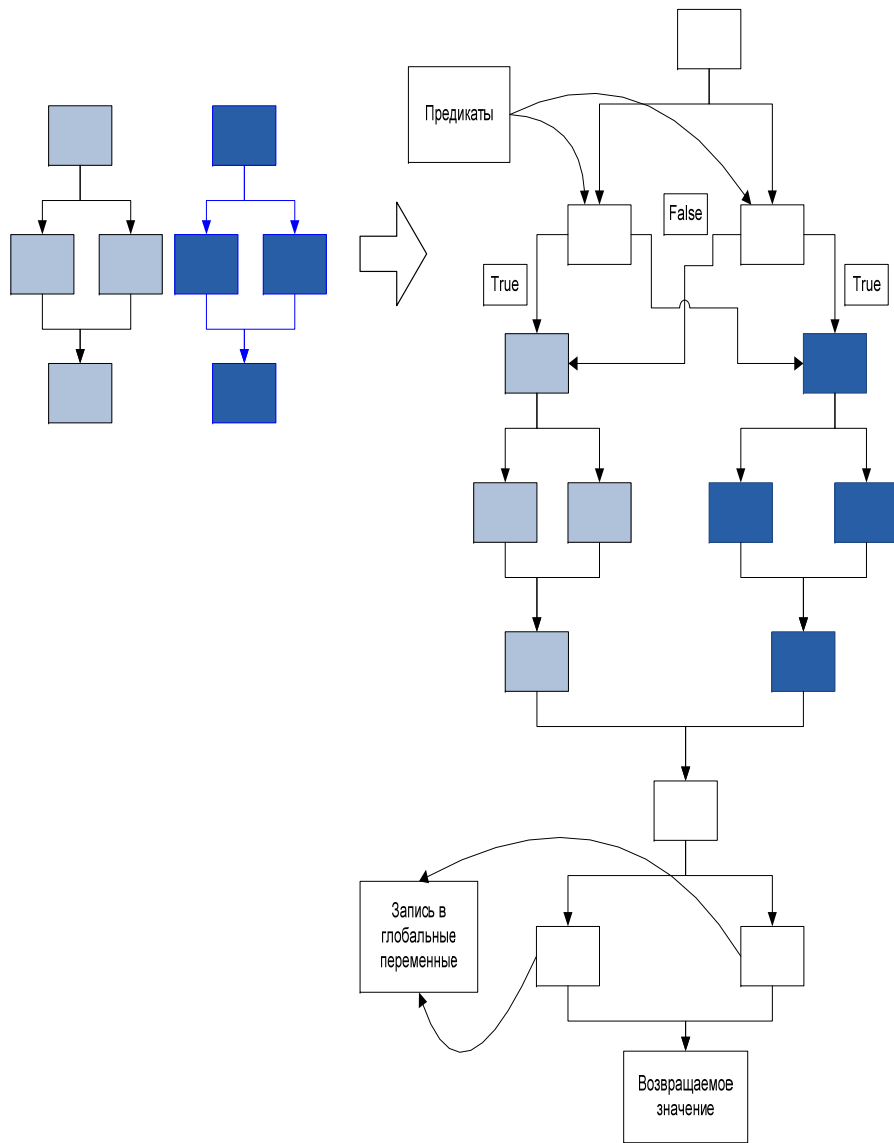 Предикаты
False
True
True
Запись в
глобальные
переменные
Возвращаемое
значение